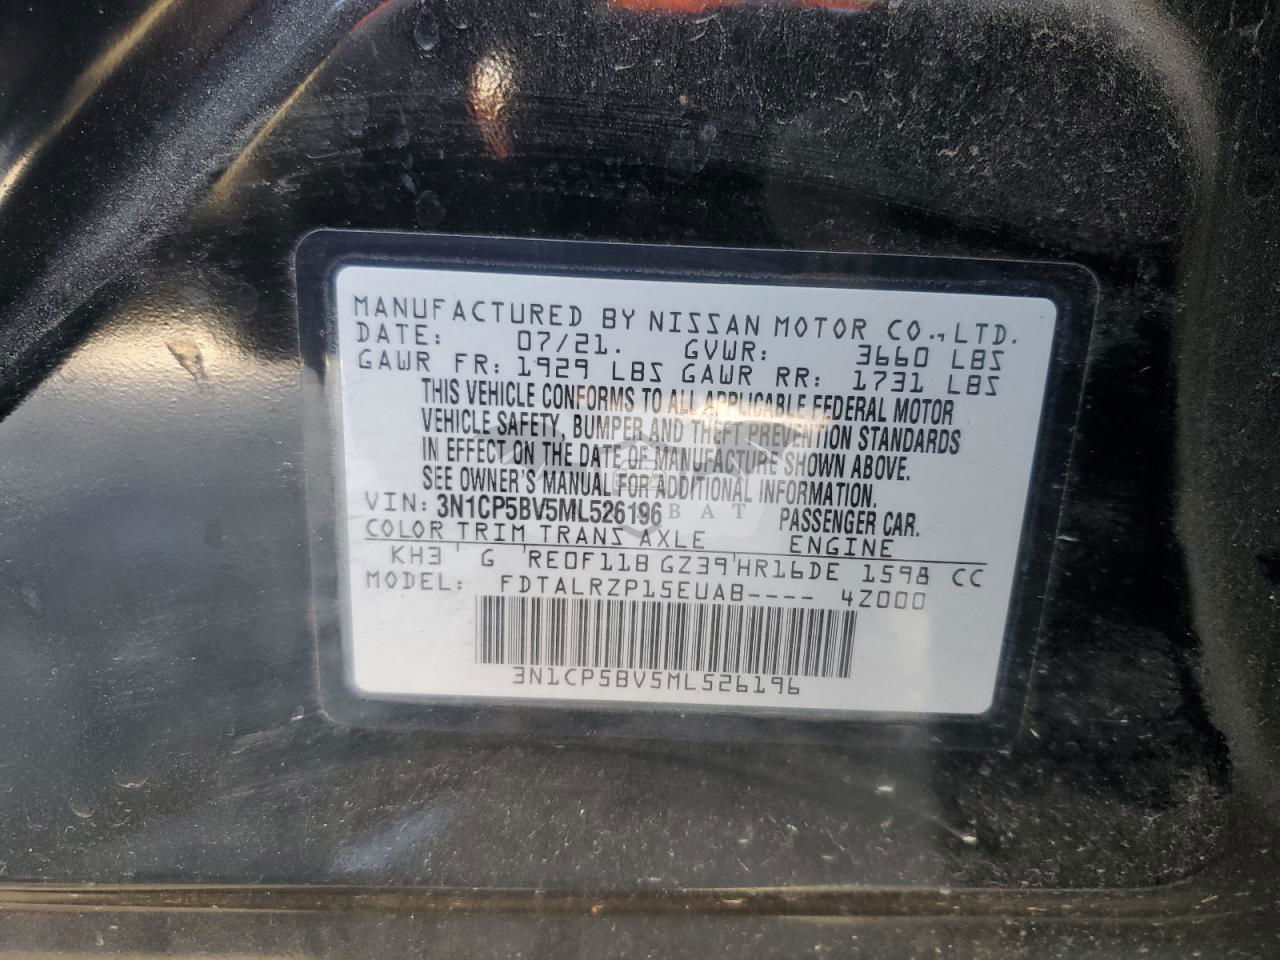 MANUFACTURED BY NISSAN MOTOR CO.,LTD.
DATE: 07/21. GVWR: 3660 LBS
GAWR FR: 1929 LBS GAWR RR: 1731 LBS
THIS VEHICLE CONFORMS TO ALL APPLICABLE FEDERAL MOTOR
VEHICLE SAFETY, BUMPER AND THEFT PREVENTION STANDARDS
IN EFFECT ON THE DATE OF MANUFACTURE SHOWN ABOVE.
SEE OWNER'S MANUAL FOR ADDITIONAL INFORMATION.
VIN: 3N1CP5BV5ML526196 PASSENGER CAR.
COLOR TRIM TRANS AXLE ENGINE
KH3 ' G 'RE0F11B GZ39'HR16DE 1598 CC
MODEL: FDTALRZP15EUAB---- 4Z000
3N1CP5BV5ML526196